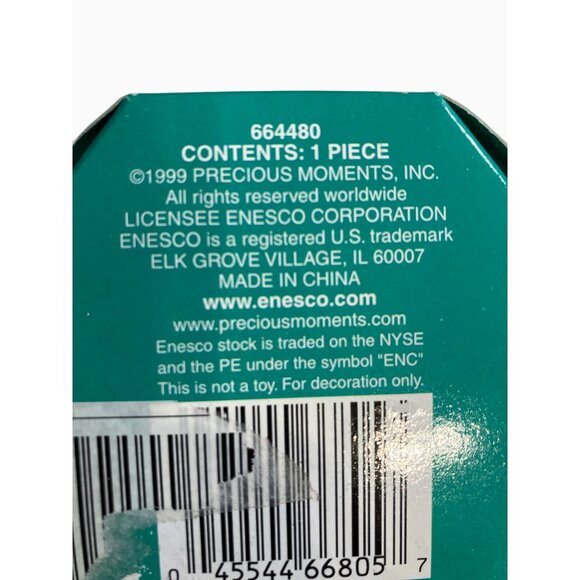 664480
CONTENTS: 1 PIECE
©1999 PRECIOUS MOMENTS, INC.
All rights reserved worldwide
LICENSEE ENESCO CORPORATION
ENESCO is a registered U.S. trademark
ELK GROVE VILLAGE, IL 60007
MADE IN CHINA
www.enesco.com
www.preciousmoments.com
Enesco stock is traded on the NYSE
and the PE under the symbol "ENC"
This is not a toy. For decoration only.
0 45544 66805 7